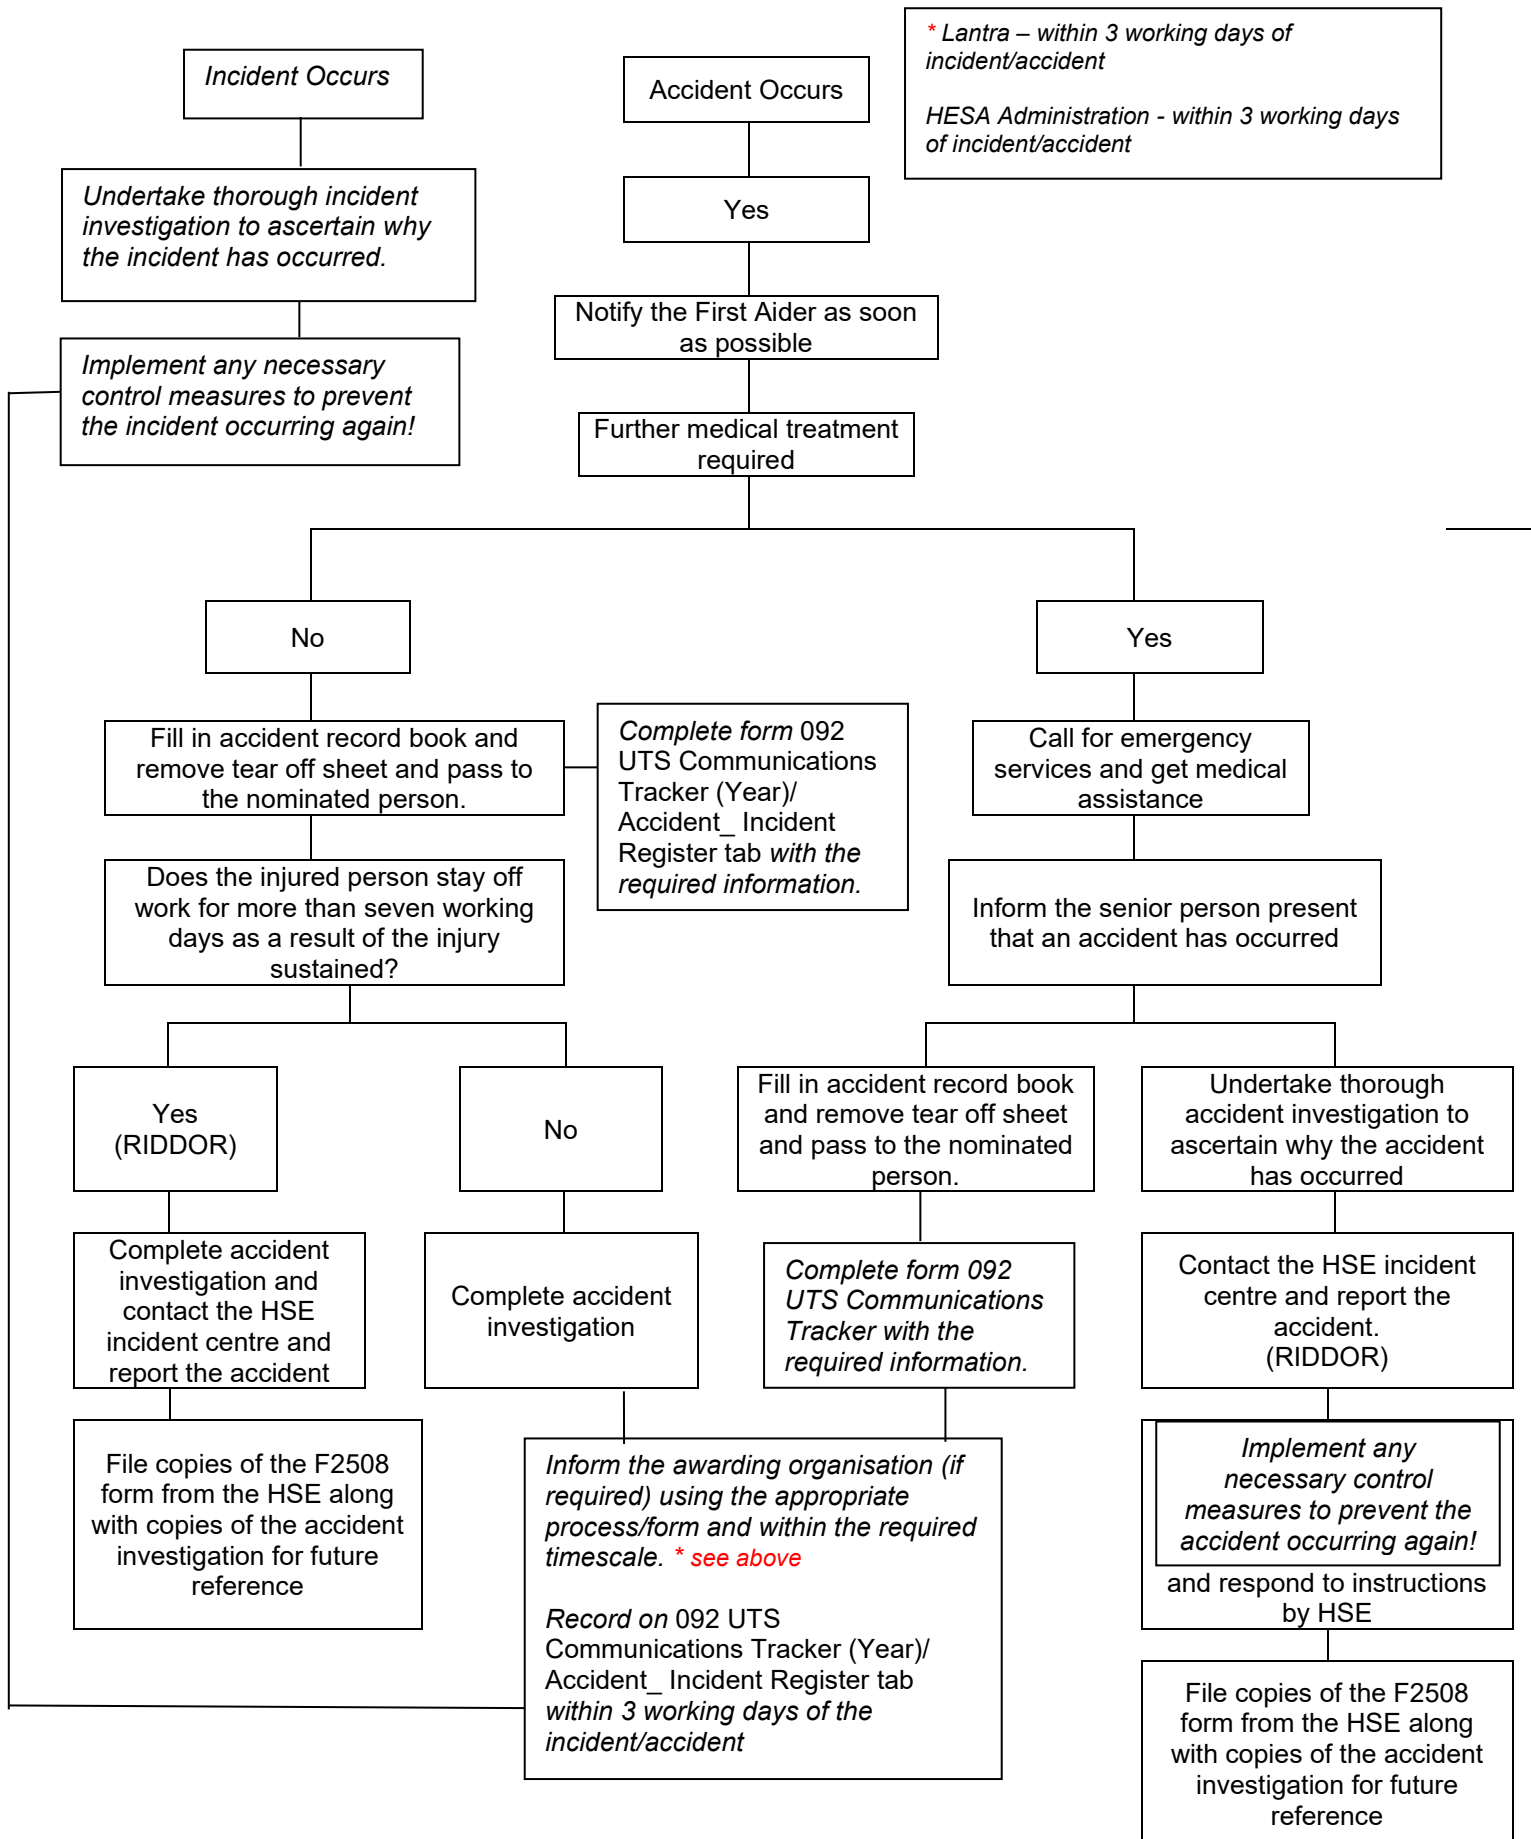 * Lantra – within 3 working days of
incident/accident
HESA Administration - within 3 working days
of incident/accident
Incident Occurs
Accident Occurs
Undertake thorough incident
investigation to ascertain why
the incident has occurred.
Yes
Notify the First Aider as soon
as possible
Implement any necessary
control measures to prevent
the incident occurring again!
Further medical treatment
required
No
Yes
Fill in accident record book and
remove tear off sheet and pass to
the nominated person.
Complete form 092
UTS Communications
Tracker (Year)/
Accident_ Incident
Register tab with the
required information.
Call for emergency
services and get medical
assistance
Does the injured person stay off
work for more than seven working
days as a result of the injury
sustained?
Inform the senior person present
that an accident has occurred
Yes
(RIDDOR)
No
Fill in accident record book
and remove tear off sheet
and pass to the nominated
person.
Undertake thorough
accident investigation to
ascertain why the accident
has occurred
Complete accident
investigation and
contact the HSE
incident centre and
report the accident
Complete accident
investigation
Complete form 092
UTS Communications
Tracker with the
required information.
Contact the HSE incident
centre and report the
accident.
(RIDDOR)
File copies of the F2508
form from the HSE along
with copies of the accident
investigation for future
reference
Inform the awarding organisation (if
required) using the appropriate
process/form and within the required
timescale. * see above
Record on 092 UTS
Communications Tracker (Year)/
Accident_ Incident Register tab
within 3 working days of the
incident/accident
Implement any
necessary control
measures to prevent the
accident occurring again!
and respond to instructions
by HSE
File copies of the F2508
form from the HSE along
with copies of the accident
investigation for future
reference